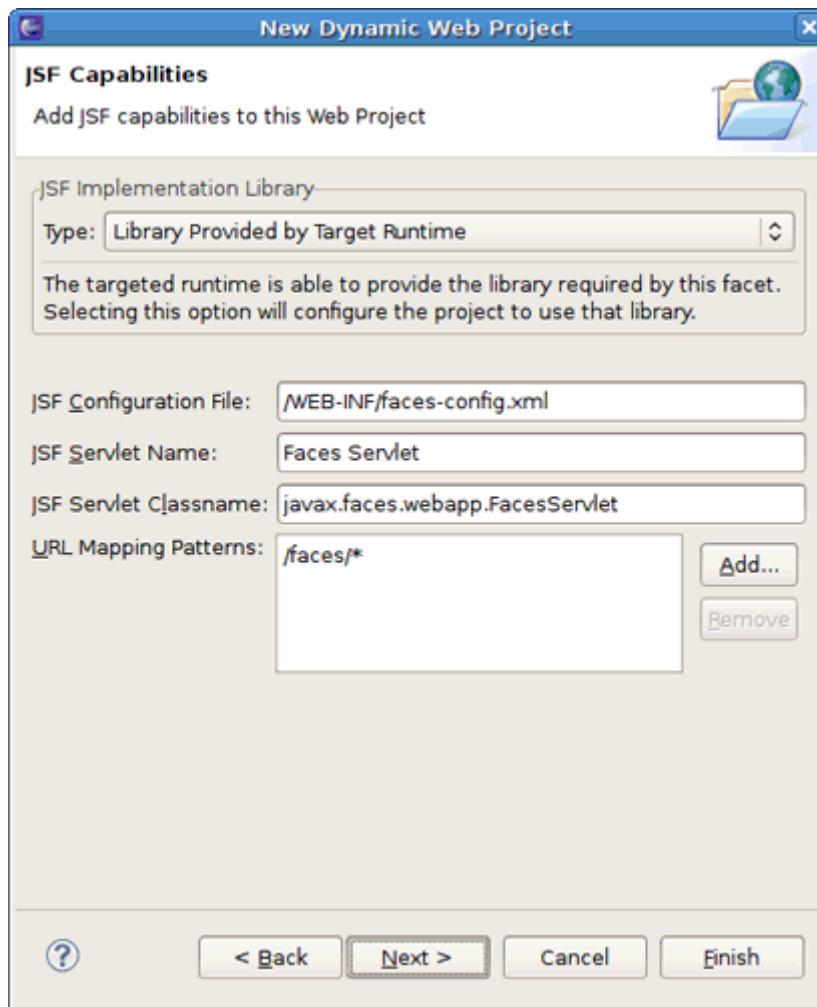 New Dynamic Web Project
JSF Capabilities
Add JSF capabilities to this Web Project
JSF Implementation Library
Type: Library Provided by Target Runtime
The targeted runtime is able to provide the library required by this facet.
Selecting this option will configure the project to use that library.
JSF Configuration File: /WEB-INF/faces-config.xml
JSF Servlet Name: Faces Servlet
JSF Servlet Classname: javax.faces.webapp.FacesServlet
URL Mapping Patterns: /faces/*
Add...
Remove
? < Back Next > Cancel Finish